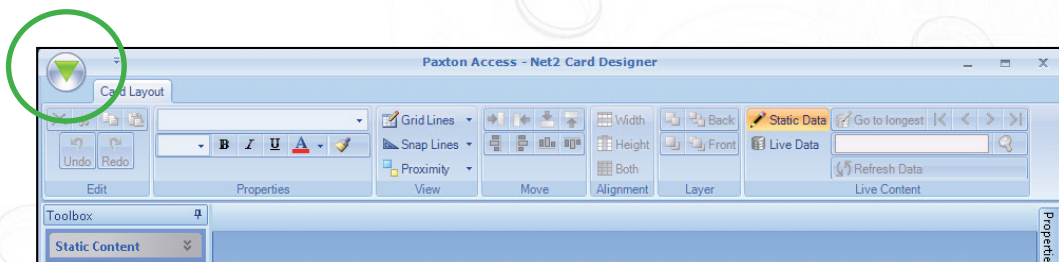 Paxton Access - Net2 Card Designer
Card Layout
Grid Lines Width Back Static Data Go to longest
B I U A Snap Lines Height Front Live Data
Undo Redo Proximity Both Refresh Data
Edit Properties View Move Alignment Layer Live Content
Toolbox
Static Content
Propertie